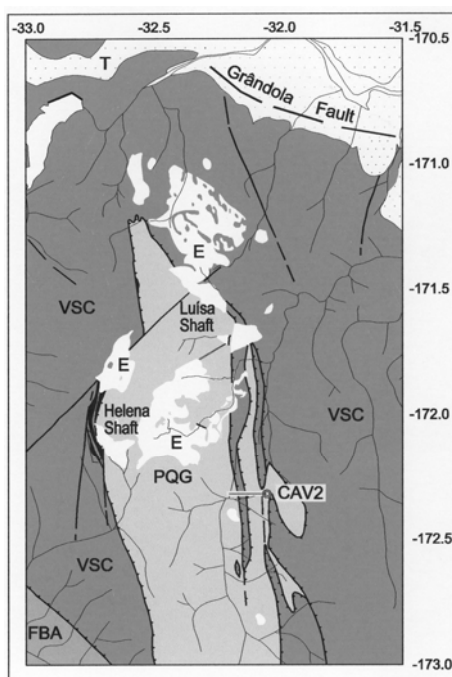 -33.0 -32.5 -32.0 -31.5
-170.5
T
Grândola
Fault
-171.0
E
-171.5
VSC
Luísa
Shaft
E
VSC
Helena
Shaft
-172.0
E
PQG
CAV2
-172.5
VSC
FBA
-173.0